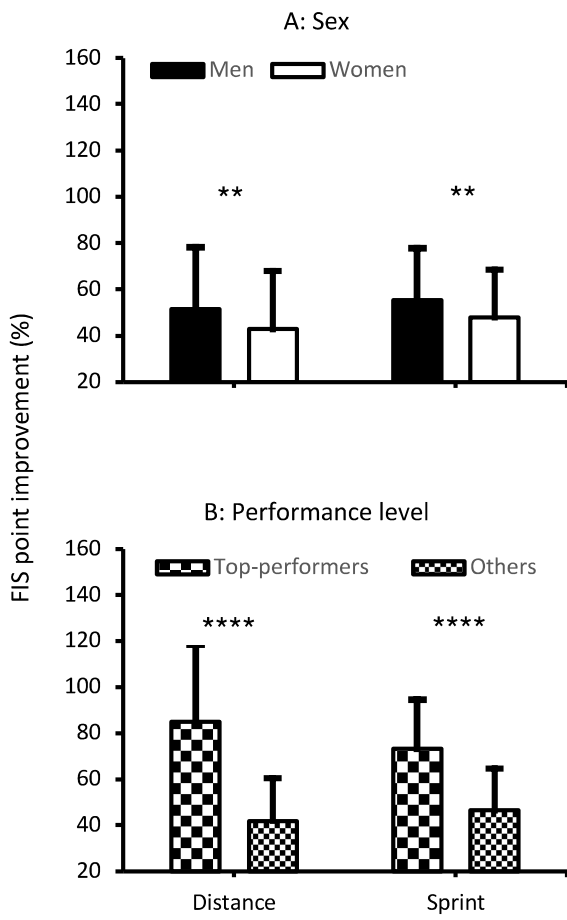 A: Sex
160
140
120
100
80
60
40
20
Men
Women
**
**
FIS point improvement (%)
B: Performance level
160
140
120
100
80
60
40
20
Top-performers
Others
****
****
Distance
Sprint